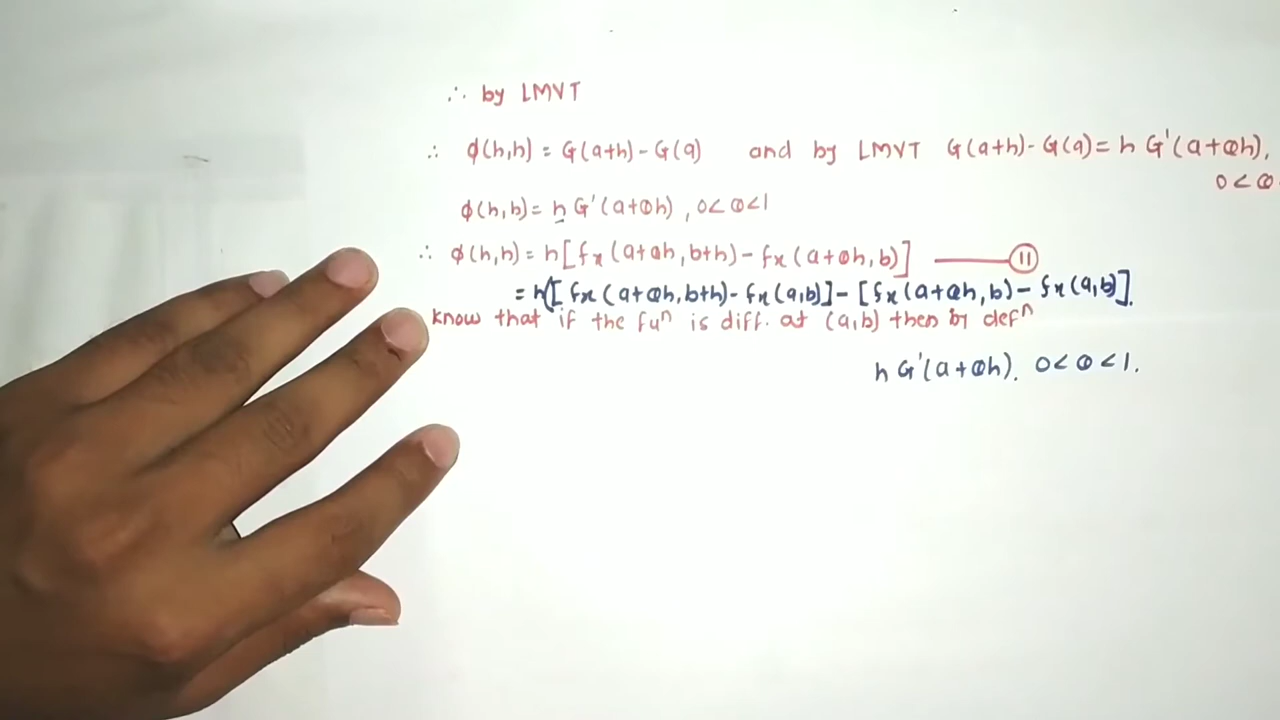 ∴ by LMVT
∴ ϕ(h,h) = G(a+h) - G(a) and by LMVT G(a+h) - G(a) = h G'(a+θh),
0 < θ
ϕ(h,h) = h G'(a+θh), 0<θ<1
∴ ϕ(h,h) = h[fx(a+θh, b+h) - fx(a+θh, b)] —— 11
= h([fx(a+θh, b+h) - fx(a,b)] - [fx(a+θh, b) - fx(a,b)].
know that if the fuⁿ is diff. at (a,b) then by defⁿ
h G'(a+θh). 0<θ<1.